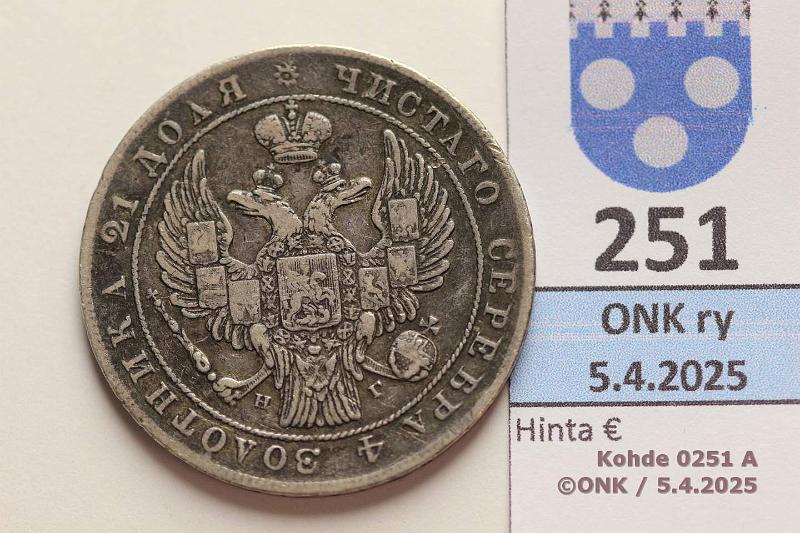 ЧИСТАГО СЕРЕБРА 4 ЗОЛОТНИКА 21 ДОЛЯ
Н Г
251
ONK ry
5.4.2025
Hinta €
Kohde 0251 A
©ONK / 5.4.2025